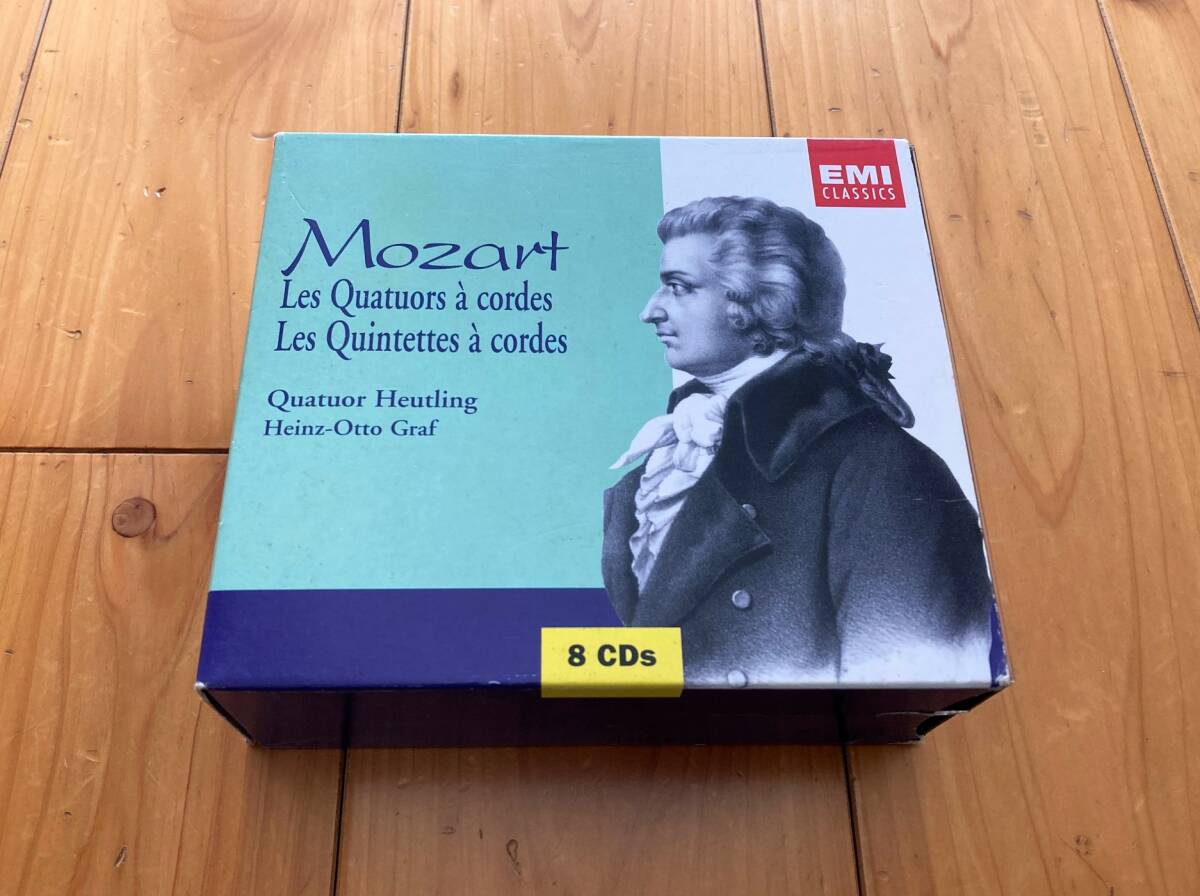 EMI
CLASSICS
Mozart
Les Quatuors à cordes
Les Quintettes à cordes
Quatuor Heutling
Heinz-Otto Graf
8 CDs